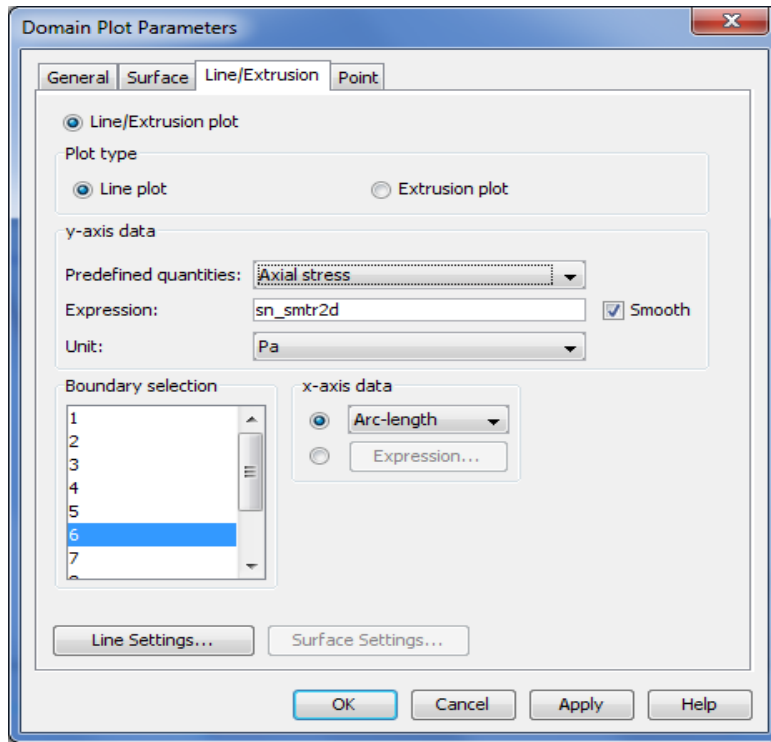 Domain Plot Parameters
General Surface Line/Extrusion Point
Line/Extrusion plot
Plot type
Line plot Extrusion plot
y-axis data
Predefined quantities: Axial stress
Expression: sn_smtr2d Smooth
Unit: Pa
Boundary selection x-axis data
1
2
3
4
5
6
7
Arc-length
Expression...
Line Settings... Surface Settings...
OK Cancel Apply Help